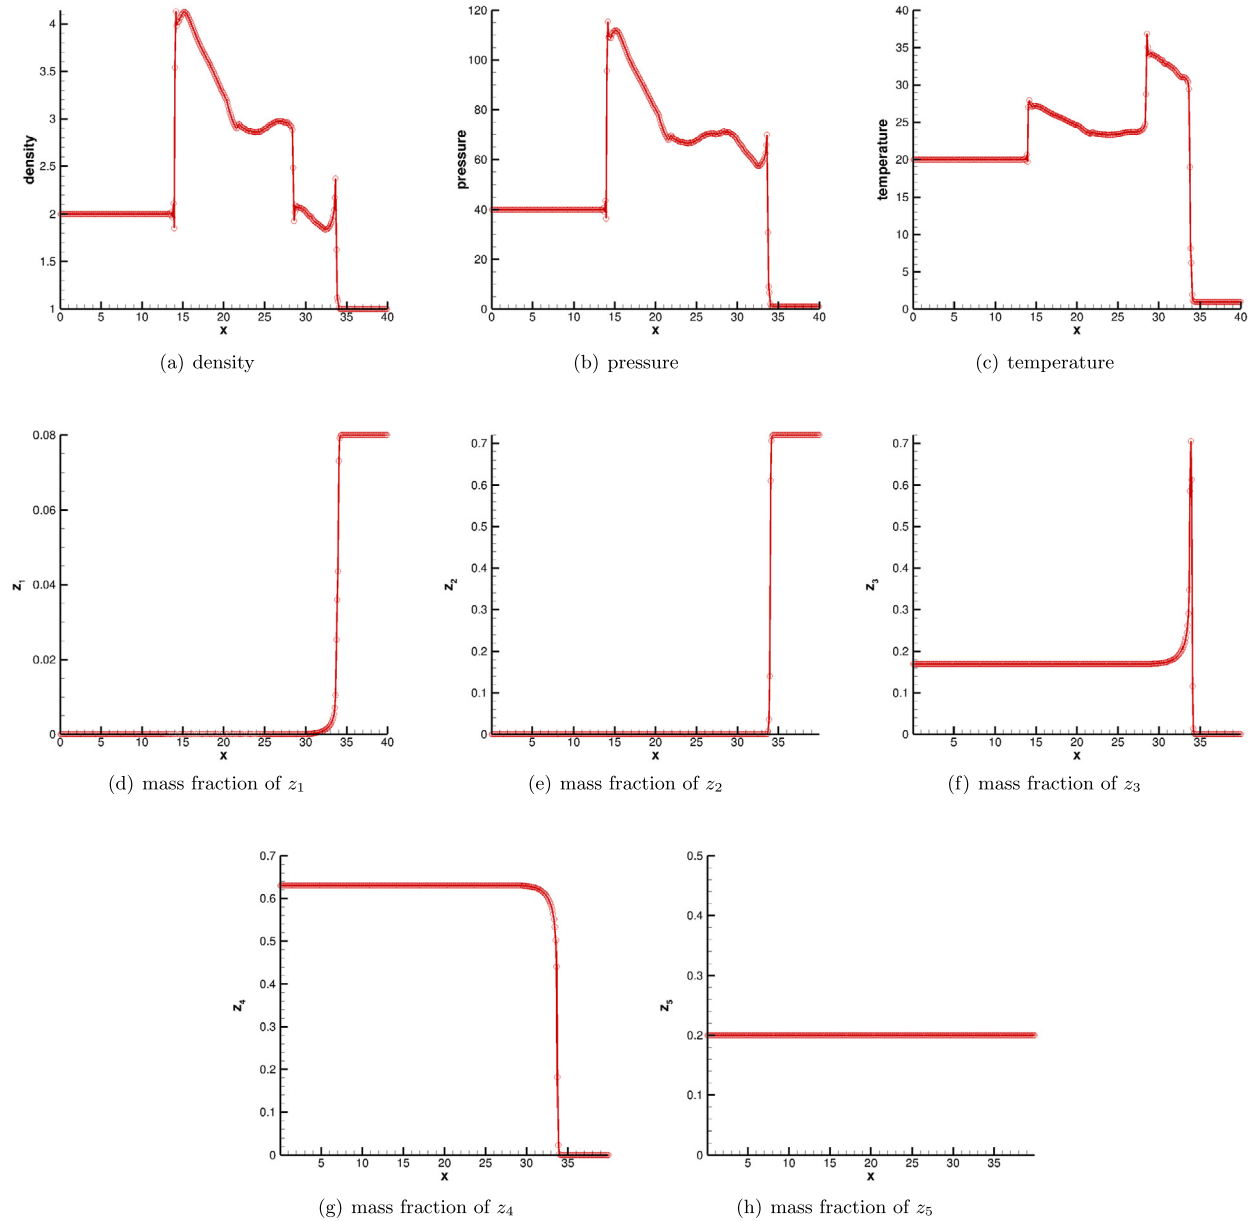 4
3.5
3
2.5
2
1.5
1
density
0 5 10 15 20 25 30 35 40
x
(a) density
120
100
80
60
40
20
0
pressure
0 5 10 15 20 25 30 35 40
x
(b) pressure
40
35
30
25
20
15
10
5
0
temperature
0 5 10 15 20 25 30 35 40
x
(c) temperature
0.08
0.06
0.04
0.02
0
z1
0 5 10 15 20 25 30 35 40
x
(d) mass fraction of z1
0.7
0.6
0.5
0.4
0.3
0.2
0.1
0
z2
0 5 10 15 20 25 30 35 40
x
(e) mass fraction of z2
0.7
0.6
0.5
0.4
0.3
0.2
0.1
0
z3
5 10 15 20 25 30 35
x
(f) mass fraction of z3
0.7
0.6
0.5
0.4
0.3
0.2
0.1
0
z4
5 10 15 20 25 30 35
x
(g) mass fraction of z4
0.5
0.4
0.3
0.2
0.1
0
z5
5 10 15 20 25 30 35
x
(h) mass fraction of z5